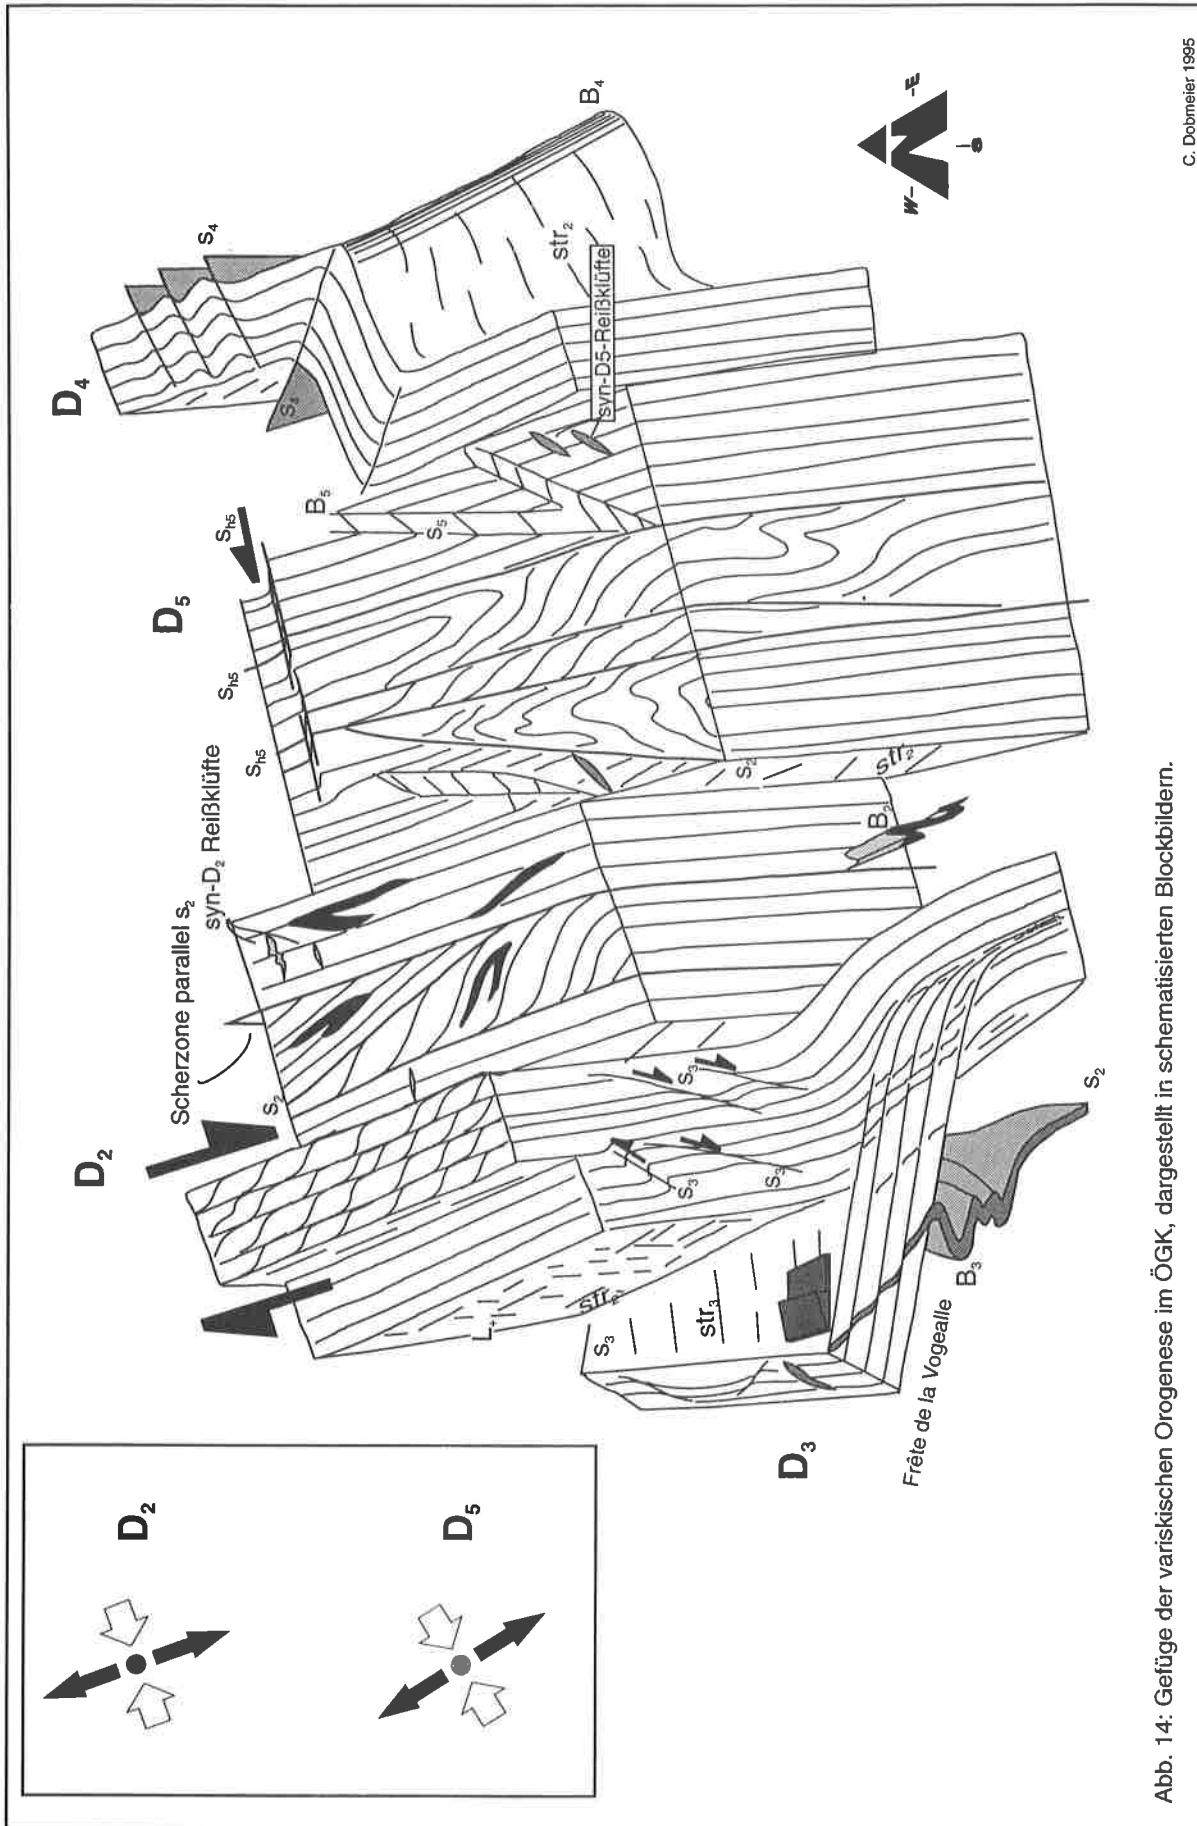 D₂
D₅
D₂
D₅
D₄
D₃
Scherzone parallel s₂
syn-D₂ Reißklüfte
s₂
Sh5
Sh5
Sh5
B₅
S₅
s₄
s₃
B₄
str₂
syn-D5-Reißklüfte
S₂
str₂
B₂
L₊
str₂
S₃
S₃
S₃
S₃
str₃
B₃
S₂
Frête de la Vogealle
W-
-E
N
Abb. 14: Gefüge der variskischen Orogenese im ÖGK, dargestellt in schematisierten Blockbildern.
C. Dobmeier 1995